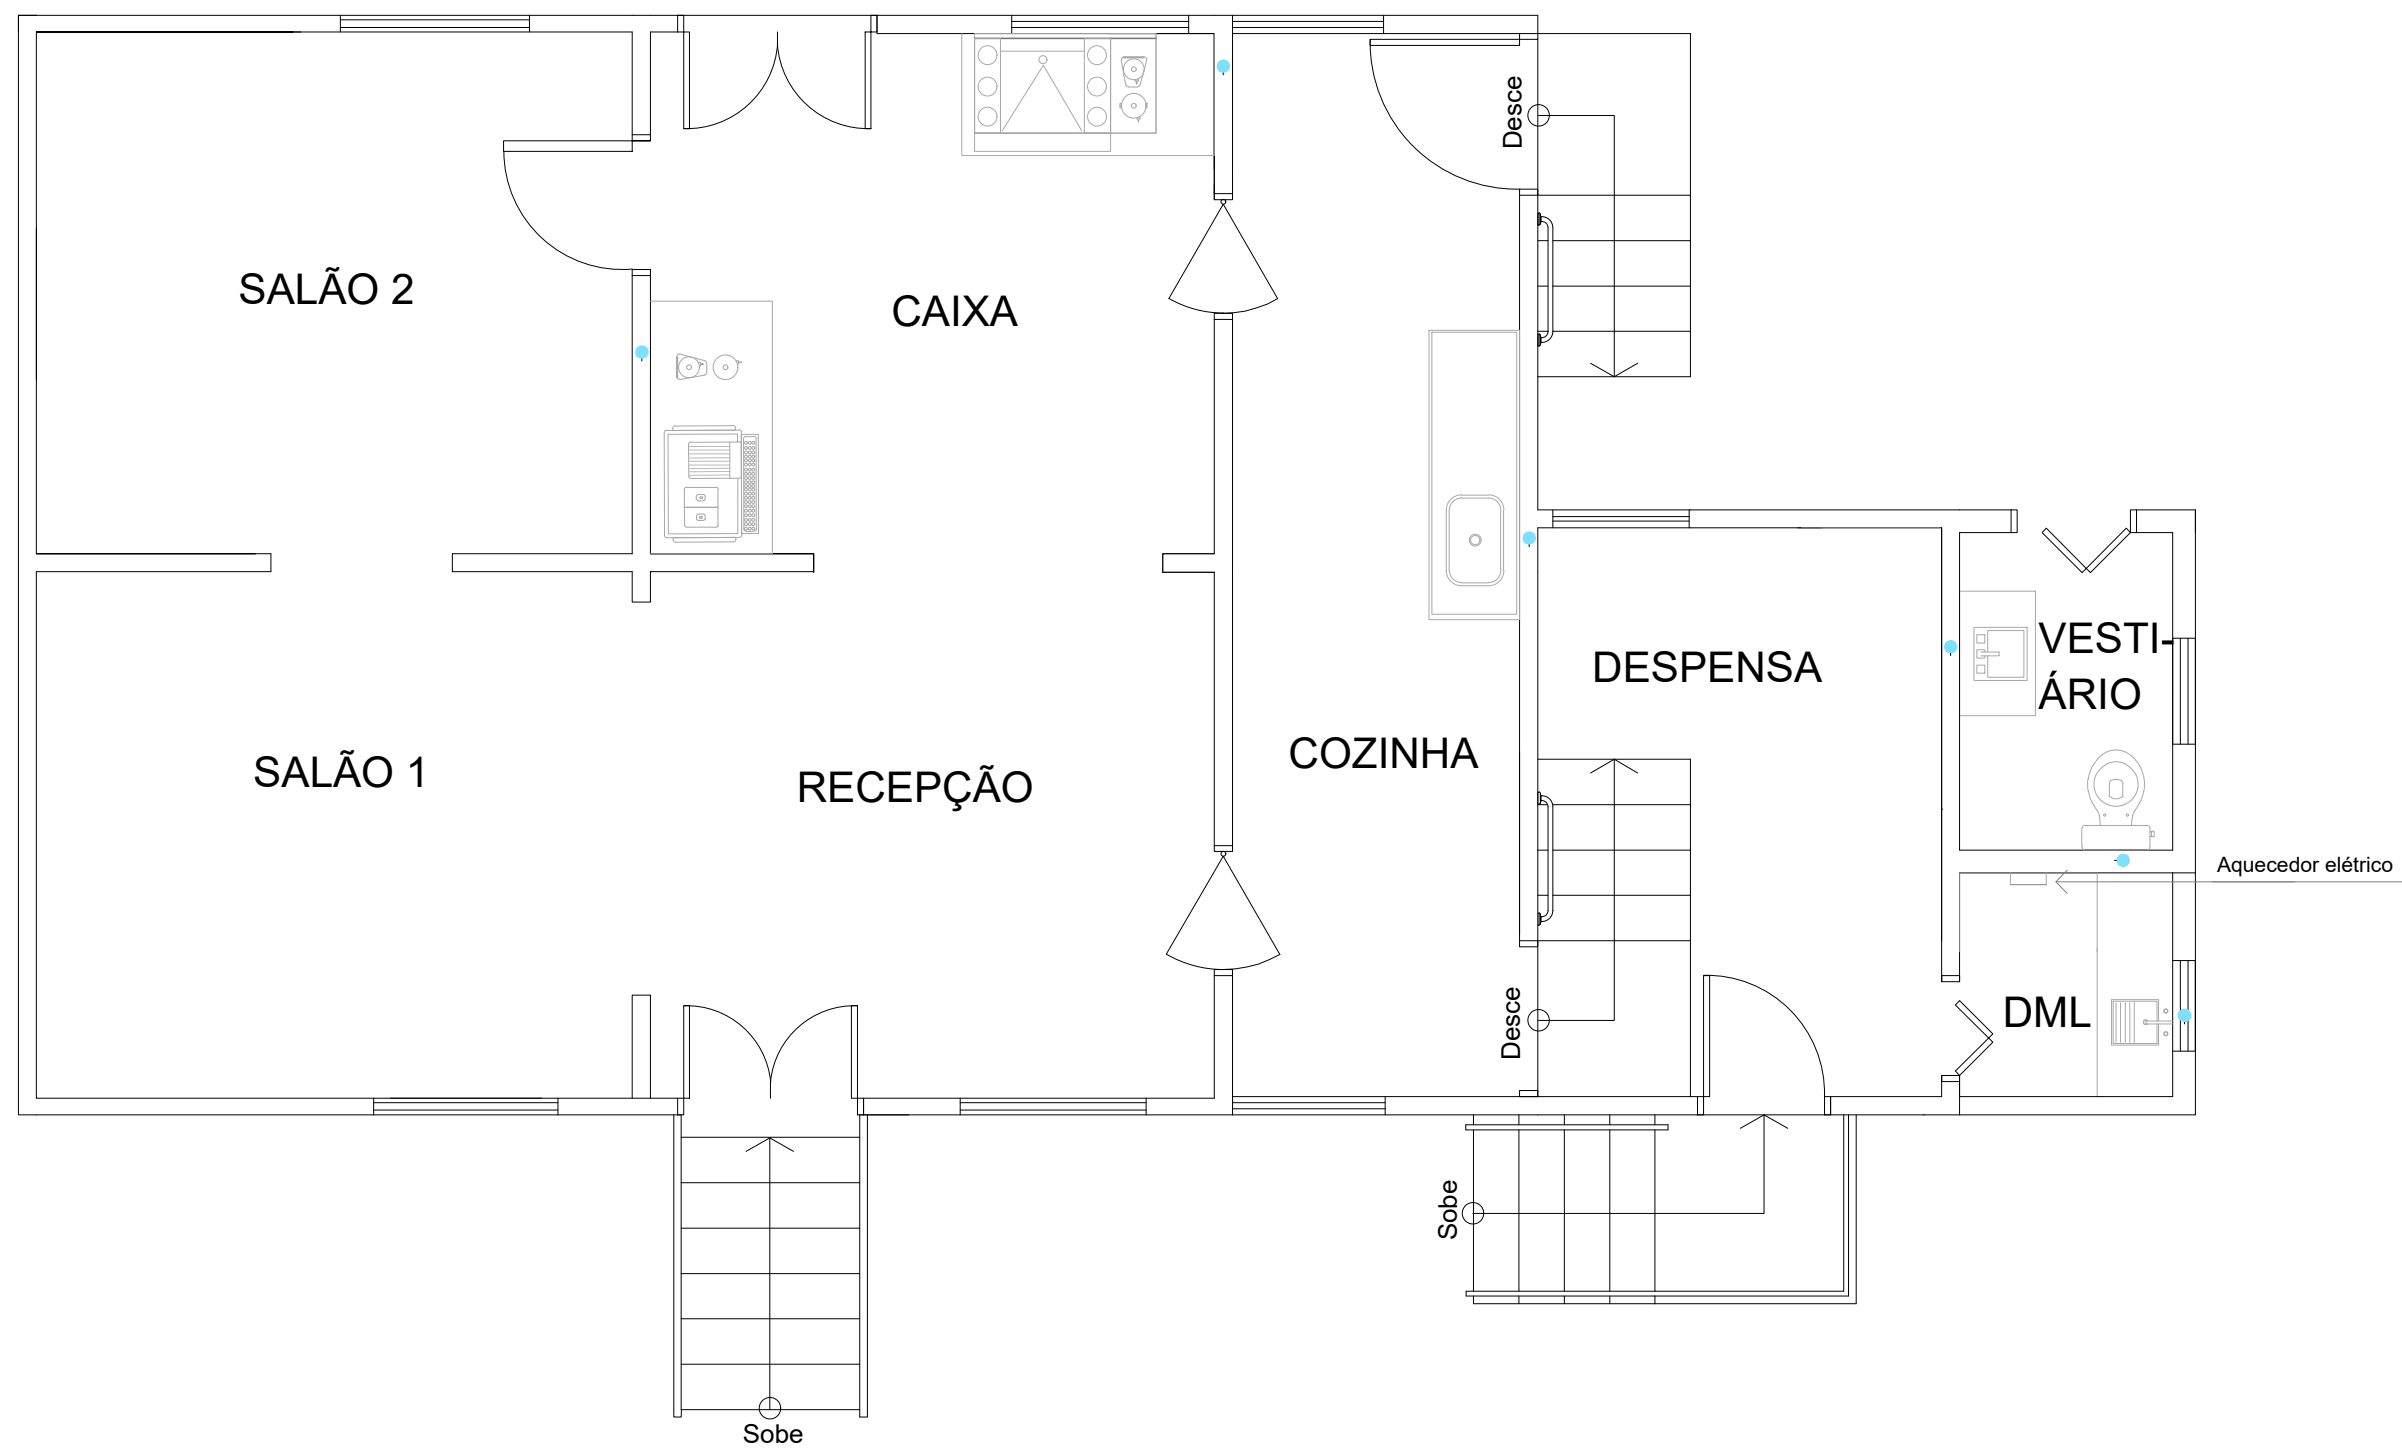 Desce
SALÃO 2
CAIXA
VESTI-
ÁRIO
DESPENSA
COZINHA
SALÃO 1
RECEPÇÃO
Aquecedor elétrico
DML
Desce
Sobe
Sobe